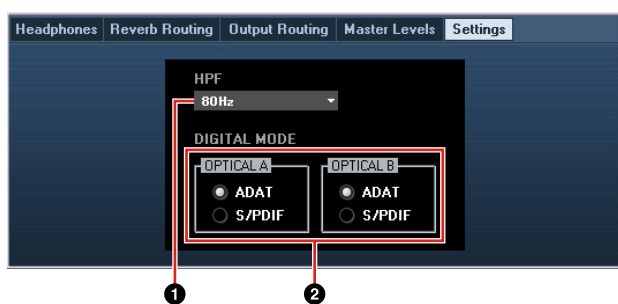 Headphones Reverb Routing Output Routing Master Levels Settings
HPF
80Hz
DIGITAL MODE
OPTICAL A OPTICAL B
ADAT ADAT
S/PDIF S/PDIF
1 2